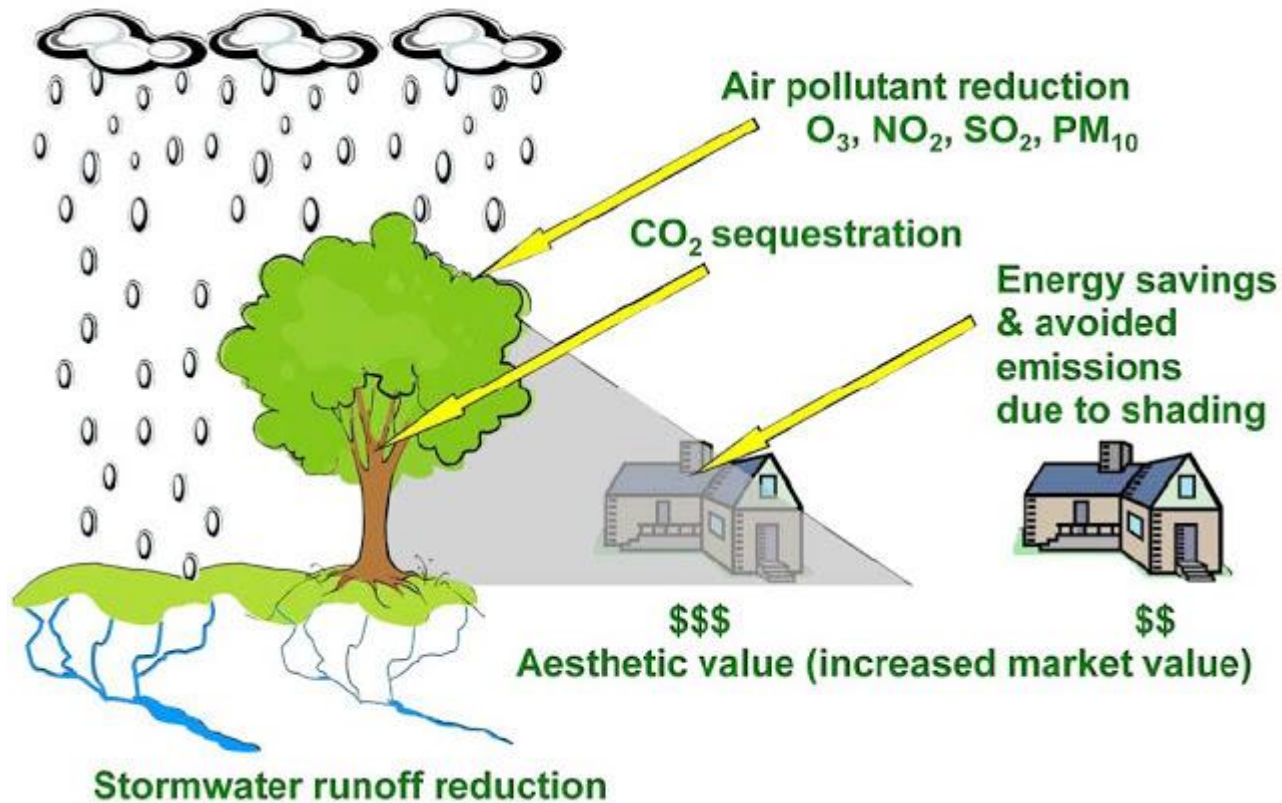 Air pollutant reduction
O₃, NO₂, SO₂, PM₁₀
CO₂ sequestration
Energy savings
& avoided
emissions
due to shading
$$$
$$
Aesthetic value (increased market value)
Stormwater runoff reduction